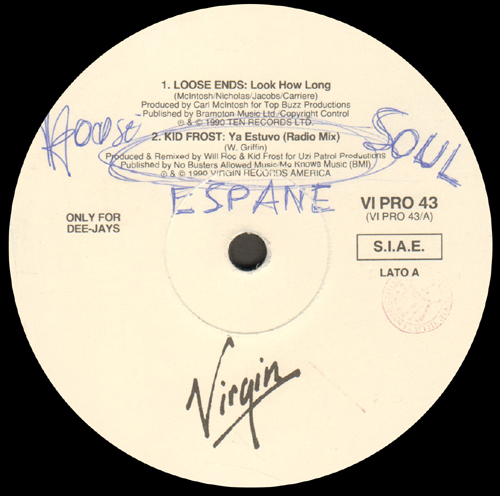 1. LOOSE ENDS: Look How Long
(McIntosh/Nicholas/Jacobs/Carriere)
Produced by Carl McIntosh for Top Buzz Productions
Published by Brampton Music Ltd/Copyright Control
℗ & © 1990 TEN RECORDS LTD.
House
SOUL
2. KID FROST: Ya Estuvo (Radio Mix)
(W. Griffin)
Produced & Remixed by Will Roc & Kid Frost for Uzi Patrol Productions
Published by No Busters Allowed Music/Me Knows Music (BMI)
℗ & © 1990 VIRGIN RECORDS AMERICA
ESPANE
ONLY FOR
DEE-JAYS
VI PRO 43
(VI PRO 43/A)
S.I.A.E.
LATO A
Virgin